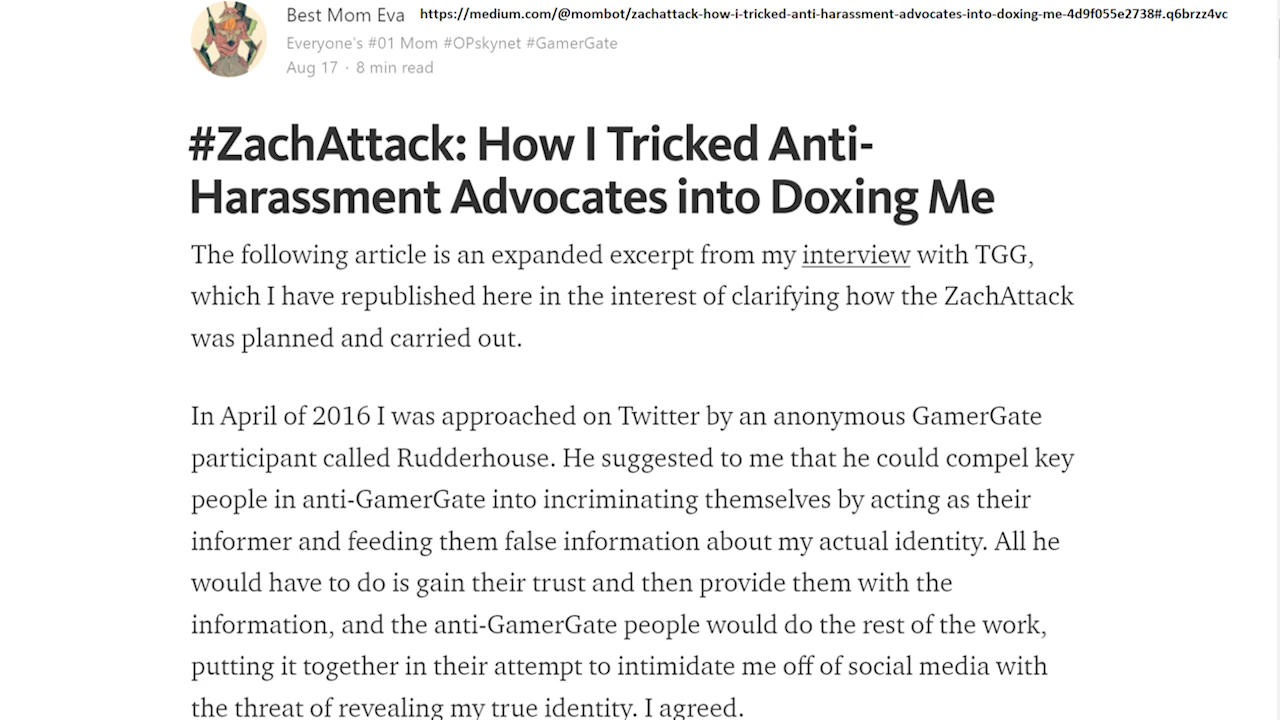 Best Mom Eva https://medium.com/@mombot/zachattack-how-i-tricked-anti-harassment-advocates-into-doxing-me-4d9f055e2738#.q6brzz4vc
Everyone's #01 Mom #OPskynet #GamerGate
Aug 17 · 8 min read
#ZachAttack: How I Tricked Anti-
Harassment Advocates into Doxing Me
The following article is an expanded excerpt from my interview with TGG,
which I have republished here in the interest of clarifying how the ZachAttack
was planned and carried out.
In April of 2016 I was approached on Twitter by an anonymous GamerGate
participant called Rudderhouse. He suggested to me that he could compel key
people in anti-GamerGate into incriminating themselves by acting as their
informer and feeding them false information about my actual identity. All he
would have to do is gain their trust and then provide them with the
information, and the anti-GamerGate people would do the rest of the work,
putting it together in their attempt to intimidate me off of social media with
the threat of revealing my true identity. I agreed.